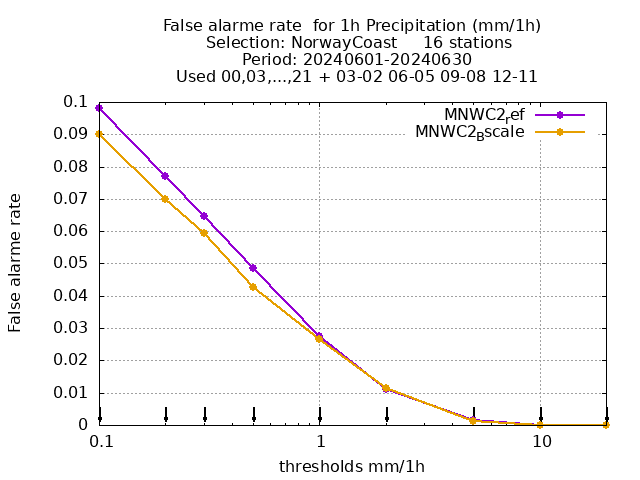 False alarme rate  for 1h Precipitation (mm/1h)
Selection: NorwayCoast     16 stations
Period: 20240601-20240630
Used 00,03,...,21 + 03-02 06-05 09-08 12-11
MNWC2ref
MNWC2Bscale
0.1
0.09
0.08
0.07
0.06
0.05
0.04
0.03
0.02
0.01
0
False alarme rate
0.1 1 10
thresholds mm/1h